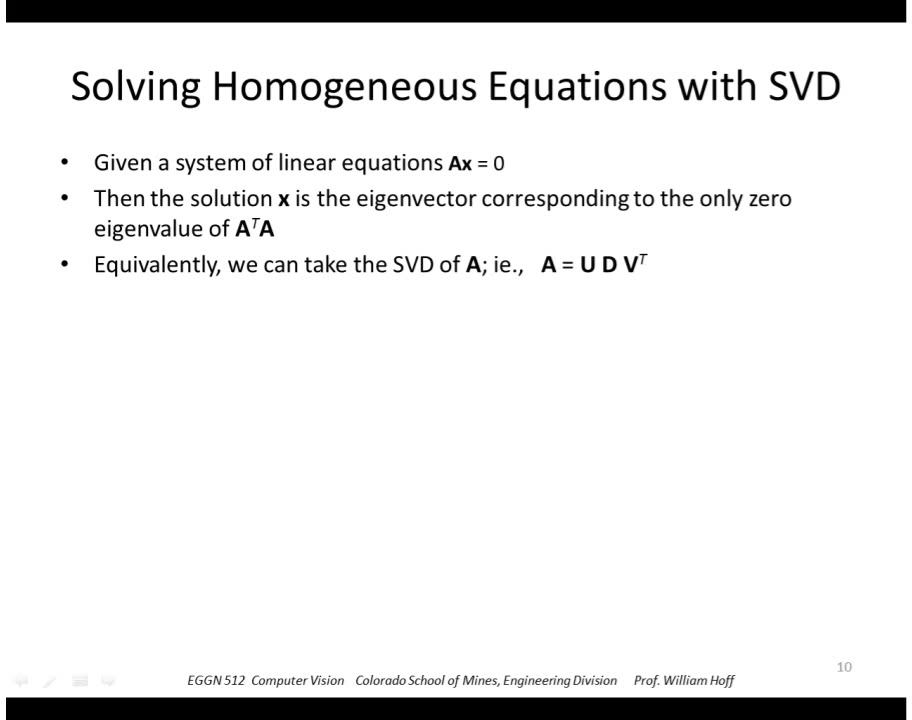 Solving Homogeneous Equations with SVD
• Given a system of linear equations Ax = 0
• Then the solution x is the eigenvector corresponding to the only zero
eigenvalue of AᵀA
• Equivalently, we can take the SVD of A; ie., A = U D Vᵀ
10
EGGN 512 Computer Vision Colorado School of Mines, Engineering Division Prof. William Hoff